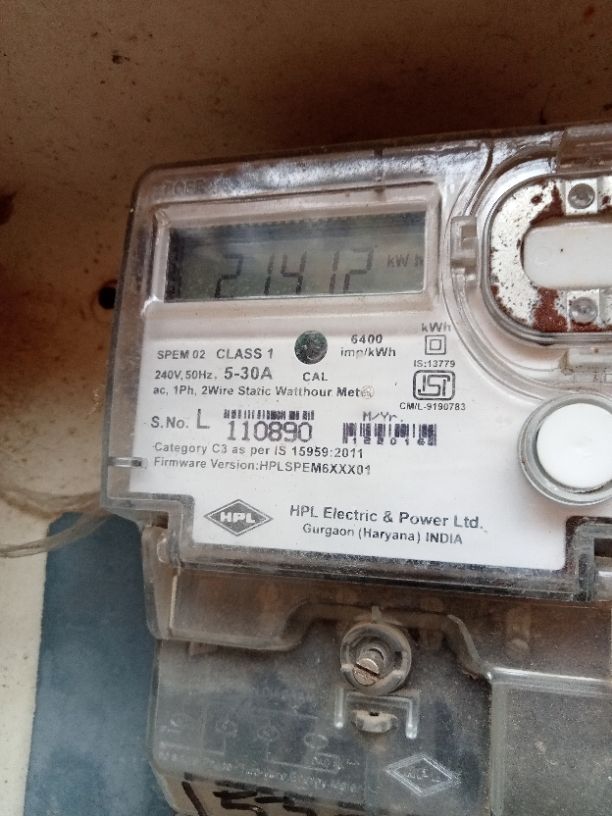 21412 kWh
SPEM 02 CLASS 1
6400
imp/kWh
kWh
IS:13779
240V, 50Hz, 5-30A
CAL
ac, 1Ph, 2Wire Static Watthour Meter
CM/L-9190783
S.No. L 110890
M/Yr.
Category C3 as per IS 15959:2011
Firmware Version:HPLSPEM6XXX01
HPL
HPL Electric & Power Ltd.
Gurgaon (Haryana) INDIA